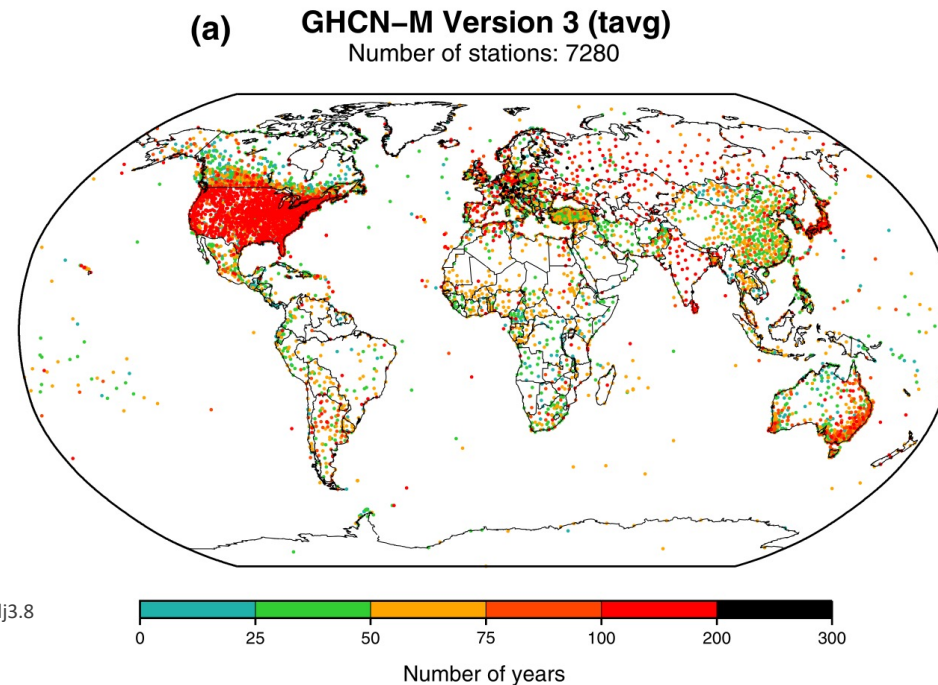 (a) GHCN−M Version 3 (tavg)
Number of stations: 7280
lj3.8
0 25 50 75 100 200 300
Number of years